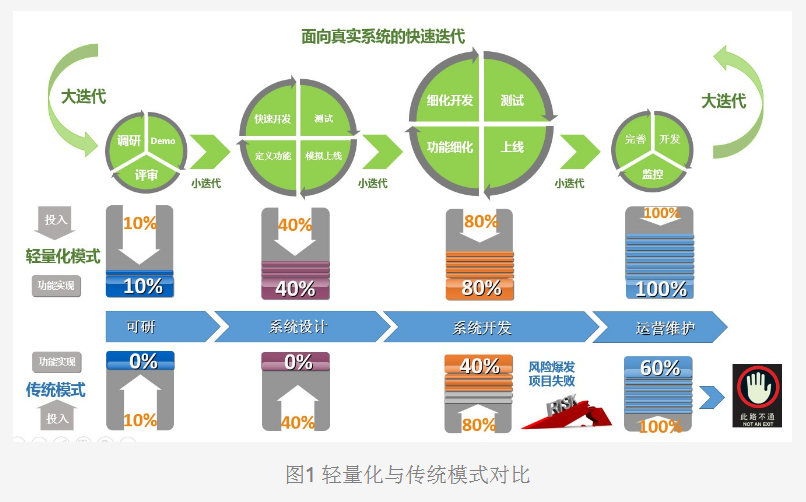 面向真实系统的快速迭代
大迭代
大迭代
调研
Demo
评审
小迭代
快速开发
测试
定义功能
模拟上线
小迭代
细化开发
测试
功能细化
上线
小迭代
完善
开发
监控
投入
10%
40%
80%
100%
轻量化模式
功能实现
10%
40%
80%
100%
可研
系统设计
系统开发
运营维护
功能实现
0%
0%
40%
60%
传统模式
风险爆发
项目失败
RISK
投入
10%
40%
80%
100%
此路不通
NOT AN EXIT
图1 轻量化与传统模式对比